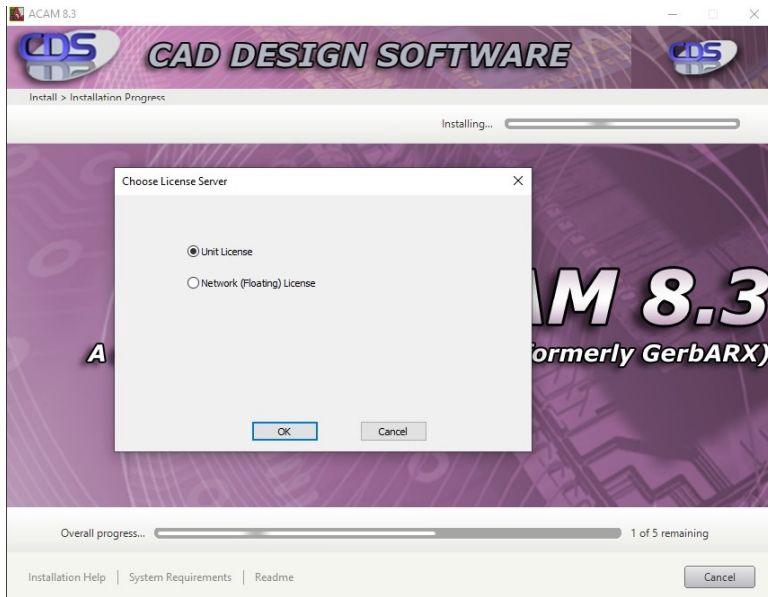 ACAM 8.3
CDS CAD DESIGN SOFTWARE CDS
Install > Installation Progress
Installing...
Choose License Server
Unit License
Network (Floating) License
AM 8.3
A
ormerly GerbARX)
OK Cancel
Overall progress... 1 of 5 remaining
Installation Help | System Requirements | Readme Cancel